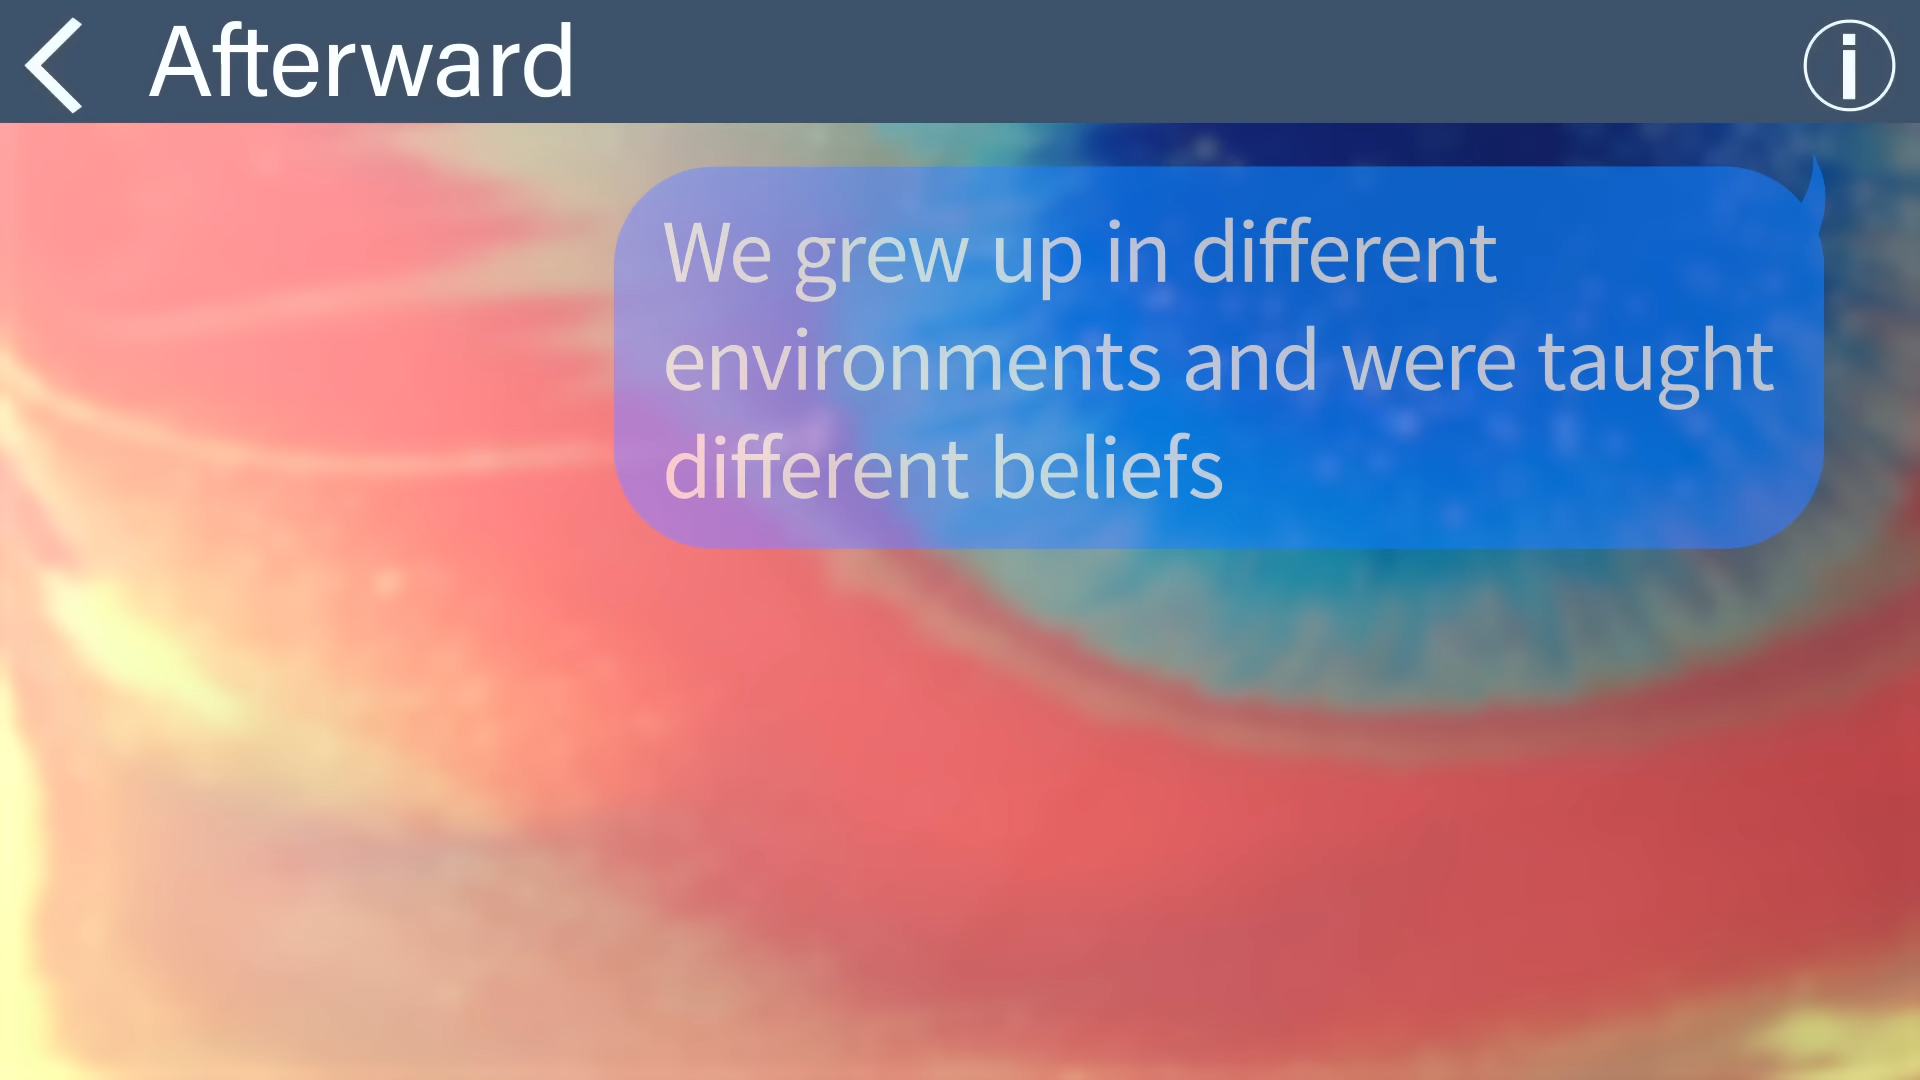 Afterward
We grew up in different
environments and were taught
different beliefs